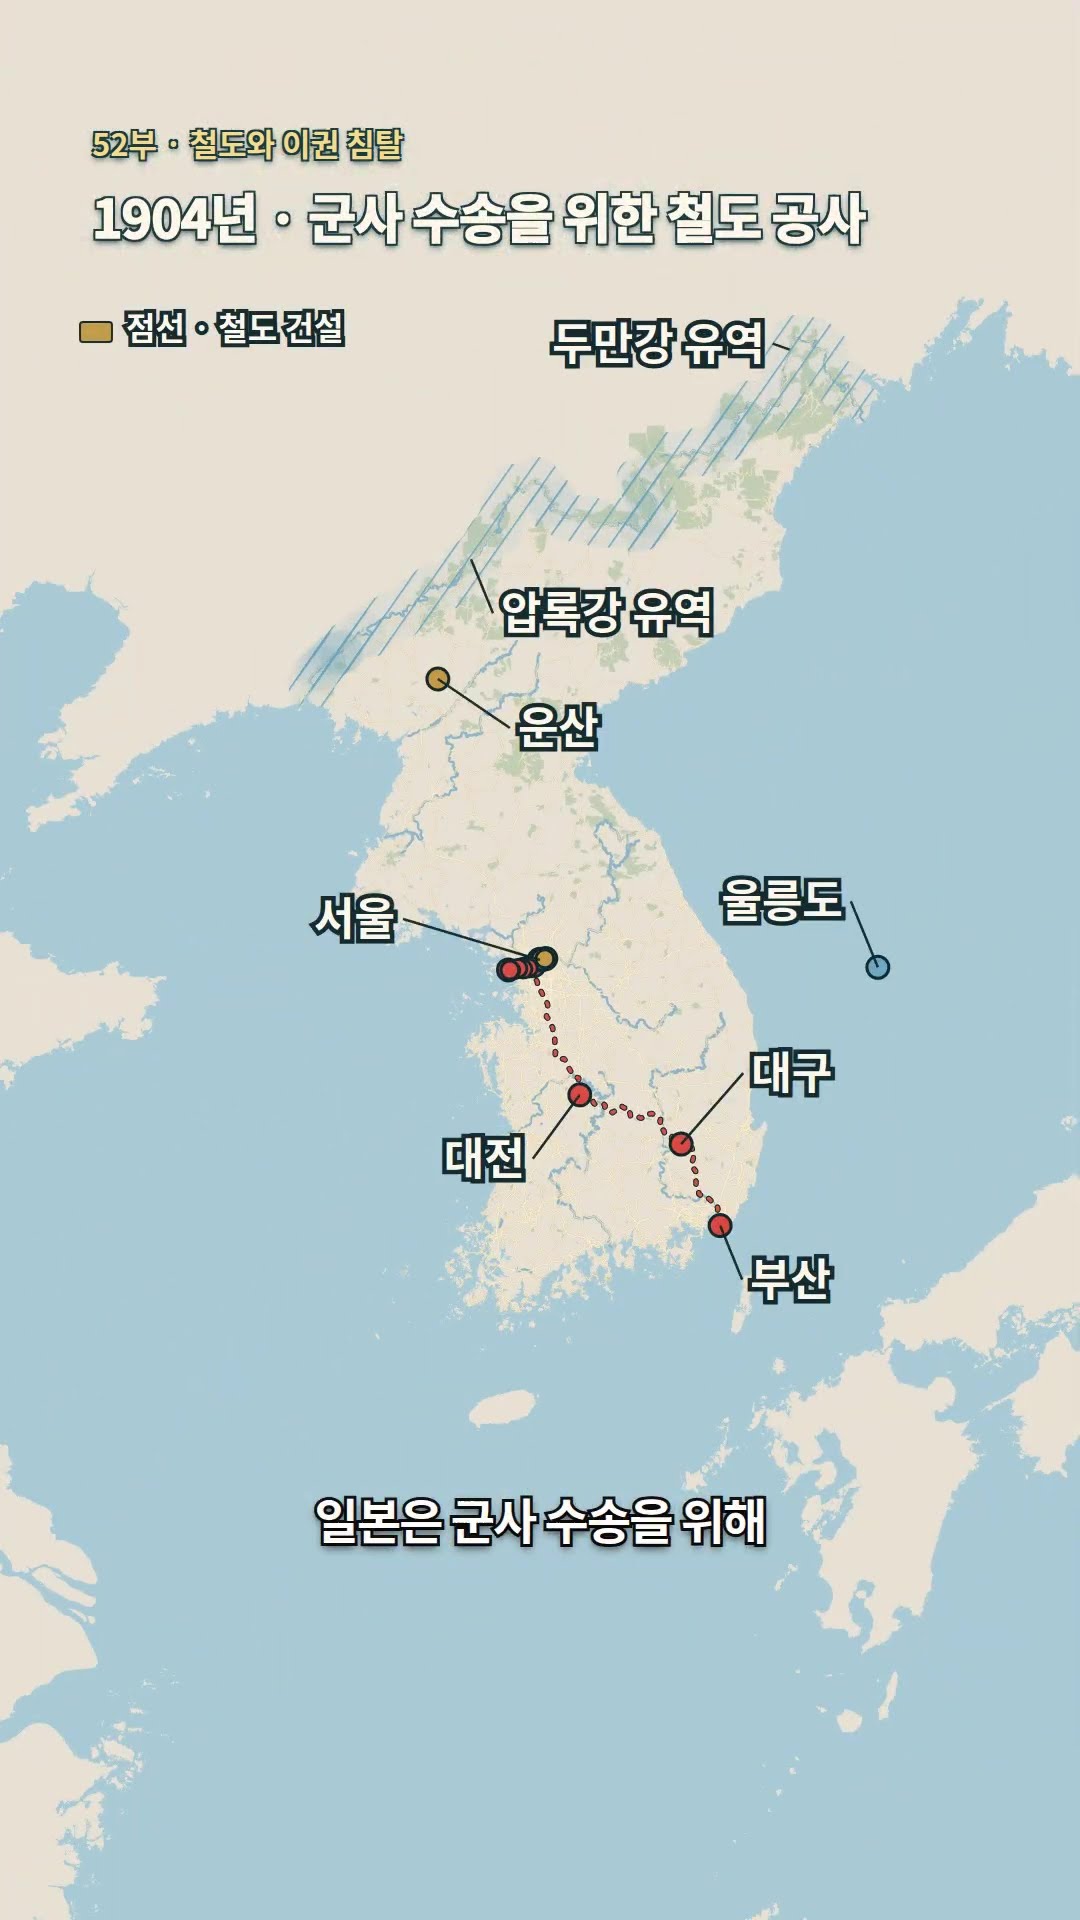 52부 · 철도와 이권 침탈
1904년 · 군사 수송을 위한 철도 공사
점선 · 철도 건설
두만강 유역
압록강 유역
운산
서울
울릉도
대구
대전
부산
일본은 군사 수송을 위해